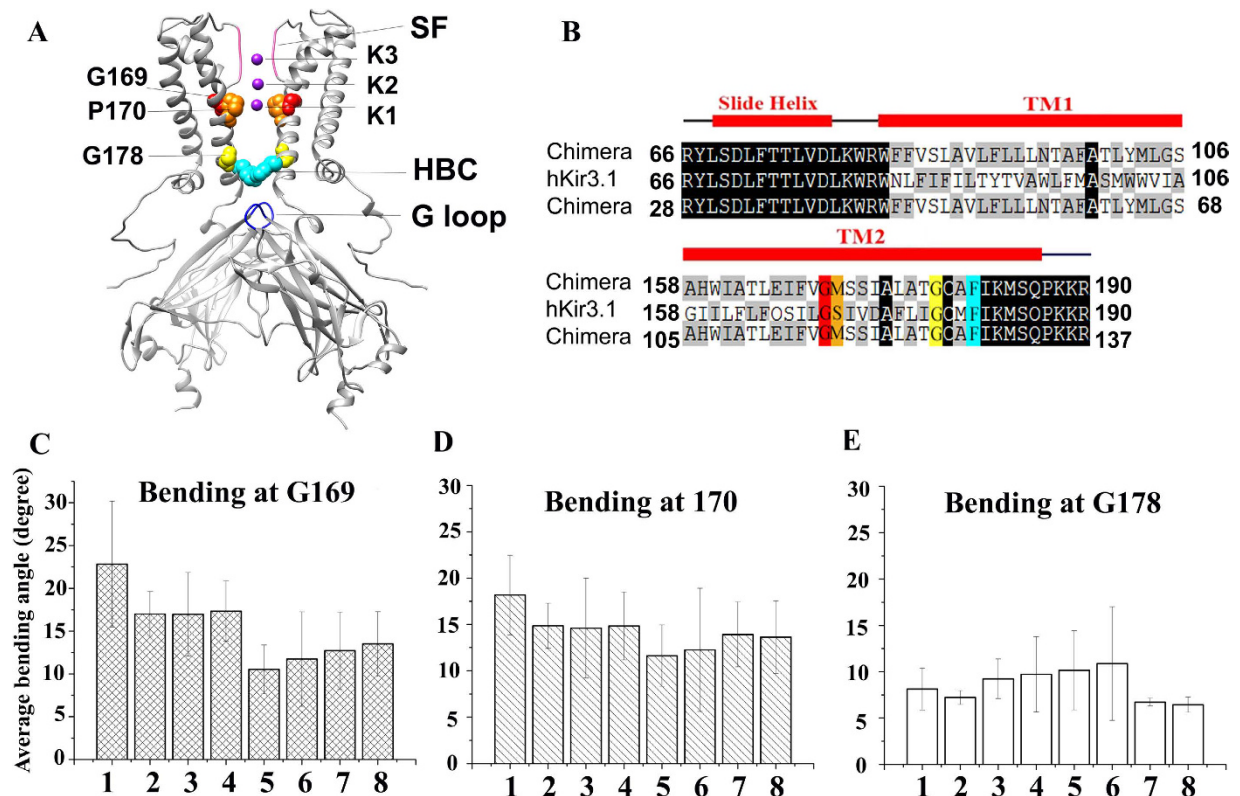 A
SF
K3
G169
K2
P170
K1
G178
HBC
G loop
B
Slide Helix TM1
Chimera 66 RYLSDLFTTLVDLKWRWFFVSLAVLFLLLNTAFATLYMLGS 106
hKir3.1 66 RYLSDLFTTLVDLKWRWNLFIFILTYTVAWLFMASMWWVIA 106
Chimera 28 RYLSDLFTTLVDLKWRWFFVSLAVLFLLLNTAFATLYMLGS 68
TM2
Chimera 158 AHWIATLEIFVGMSSIALATGCAFIKMSQPKKR 190
hKir3.1 158 GIILFLFQSILGSIVDAFLIGCMFIKMSQPKKR 190
Chimera 105 AHWIATLEIFVGMSSIALATGCAFIKMSQPKKR 137
C
Average bending angle (degree)
Bending at G169
30
25
20
15
10
5
0
1 2 3 4 5 6 7 8
D
Bending at 170
30
25
20
15
10
5
0
1 2 3 4 5 6 7 8
E
Bending at G178
30
25
20
15
10
5
0
1 2 3 4 5 6 7 8